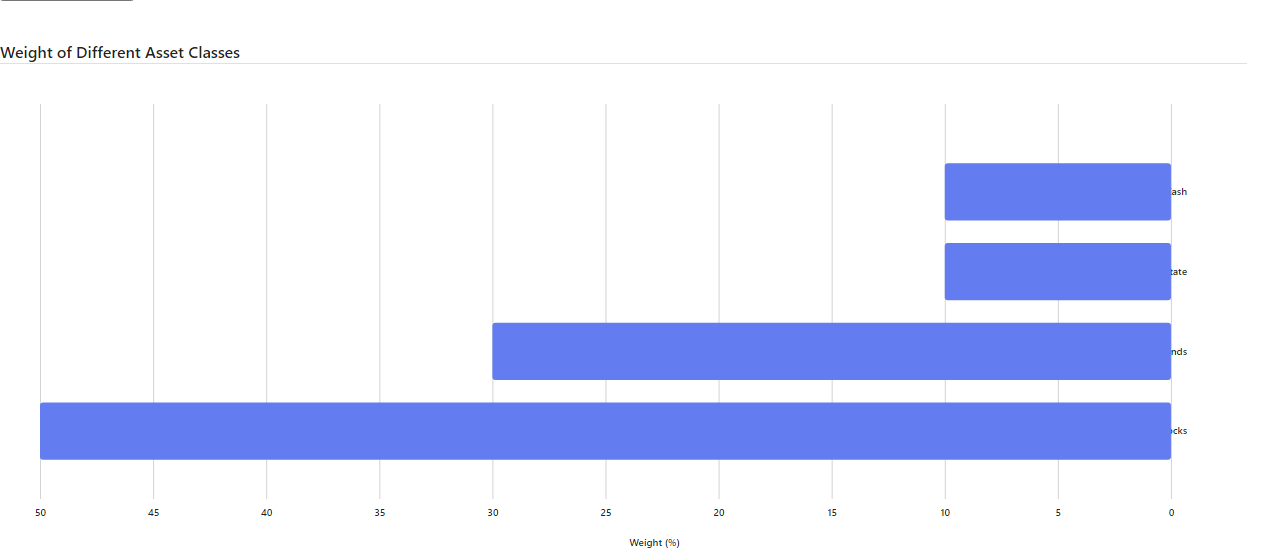 Weight of Different Asset Classes
ash
tate
nds
ocks
50 45 40 35 30 25 20 15 10 5 0
Weight (%)